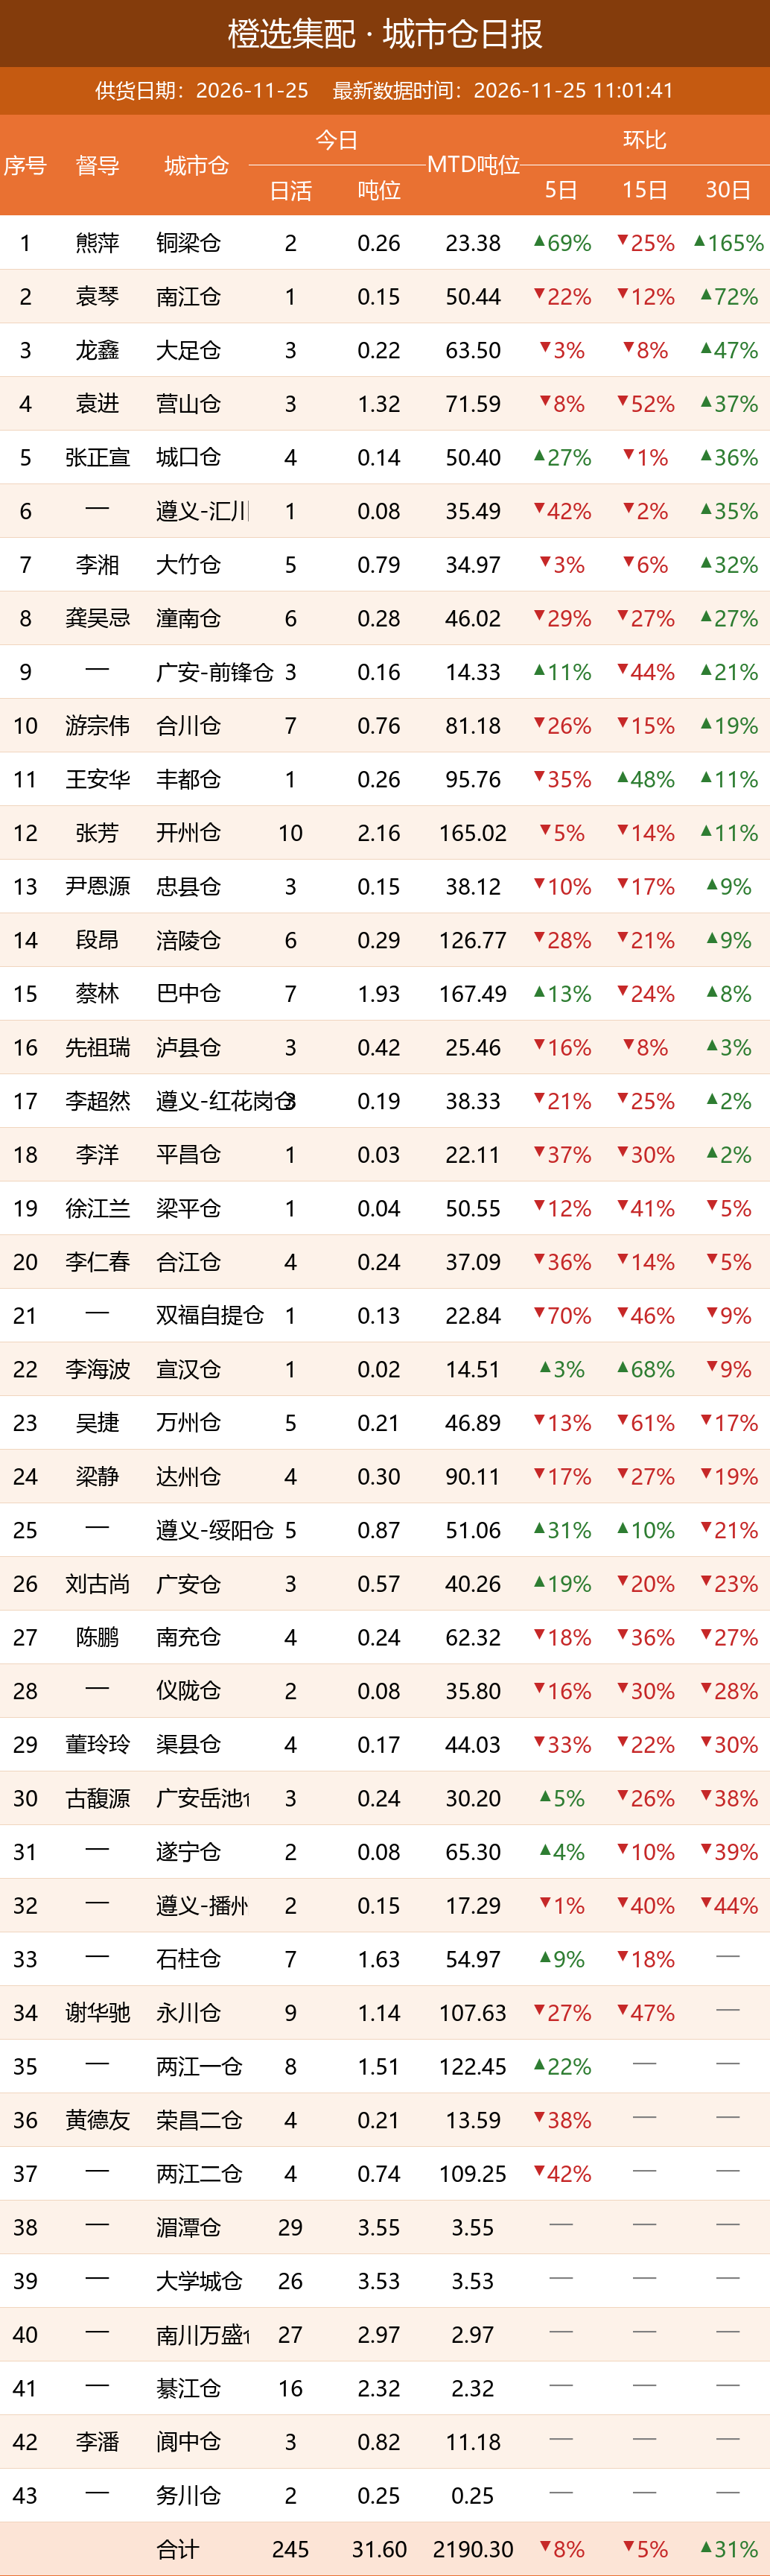 橙选集配 · 城市仓日报
供货日期：2026-11-25 最新数据时间：2026-11-25 11:01:41
序号 督导 城市仓 今日 MTD吨位 环比
日活 吨位 5日 15日 30日
1 熊萍 铜梁仓 2 0.26 23.38 ▲69% ▼25% ▲165%
2 袁琴 南江仓 1 0.15 50.44 ▼22% ▼12% ▲72%
3 龙鑫 大足仓 3 0.22 63.50 ▼3% ▼8% ▲47%
4 袁进 营山仓 3 1.32 71.59 ▼8% ▼52% ▲37%
5 张正宣 城口仓 4 0.14 50.40 ▲27% ▼1% ▲36%
6 — 遵义-汇川 1 0.08 35.49 ▼42% ▼2% ▲35%
7 李湘 大竹仓 5 0.79 34.97 ▼3% ▼6% ▲32%
8 龚昊忌 潼南仓 6 0.28 46.02 ▼29% ▼27% ▲27%
9 — 广安-前锋仓 3 0.16 14.33 ▲11% ▼44% ▲21%
10 游宗伟 合川仓 7 0.76 81.18 ▼26% ▼15% ▲19%
11 王安华 丰都仓 1 0.26 95.76 ▼35% ▲48% ▲11%
12 张芳 开州仓 10 2.16 165.02 ▼5% ▼14% ▲11%
13 尹恩源 忠县仓 3 0.15 38.12 ▼10% ▼17% ▲9%
14 段昂 涪陵仓 6 0.29 126.77 ▼28% ▼21% ▲9%
15 蔡林 巴中仓 7 1.93 167.49 ▲13% ▼24% ▲8%
16 先祖瑞 泸县仓 3 0.42 25.46 ▼16% ▼8% ▲3%
17 李超然 遵义-红花岗仓 3 0.19 38.33 ▼21% ▼25% ▲2%
18 李洋 平昌仓 1 0.03 22.11 ▼37% ▼30% ▲2%
19 徐江兰 梁平仓 1 0.04 50.55 ▼12% ▼41% ▼5%
20 李仁春 合江仓 4 0.24 37.09 ▼36% ▼14% ▼5%
21 — 双福自提仓 1 0.13 22.84 ▼70% ▼46% ▼9%
22 李海波 宣汉仓 1 0.02 14.51 ▲3% ▲68% ▼9%
23 吴捷 万州仓 5 0.21 46.89 ▼13% ▼61% ▼17%
24 梁静 达州仓 4 0.30 90.11 ▼17% ▼27% ▼19%
25 — 遵义-绥阳仓 5 0.87 51.06 ▲31% ▲10% ▼21%
26 刘古尚 广安仓 3 0.57 40.26 ▲19% ▼20% ▼23%
27 陈鹏 南充仓 4 0.24 62.32 ▼18% ▼36% ▼27%
28 — 仪陇仓 2 0.08 35.80 ▼16% ▼30% ▼28%
29 董玲玲 渠县仓 4 0.17 44.03 ▼33% ▼22% ▼30%
30 古馥源 广安岳池 3 0.24 30.20 ▲5% ▼26% ▼38%
31 — 遂宁仓 2 0.08 65.30 ▲4% ▼10% ▼39%
32 — 遵义-播州 2 0.15 17.29 ▼1% ▼40% ▼44%
33 — 石柱仓 7 1.63 54.97 ▲9% ▼18% —
34 谢华驰 永川仓 9 1.14 107.63 ▼27% ▼47% —
35 — 两江一仓 8 1.51 122.45 ▲22% — —
36 黄德友 荣昌二仓 4 0.21 13.59 ▼38% — —
37 — 两江二仓 4 0.74 109.25 ▼42% — —
38 — 湄潭仓 29 3.55 3.55 — — —
39 — 大学城仓 26 3.53 3.53 — — —
40 — 南川万盛 27 2.97 2.97 — — —
41 — 綦江仓 16 2.32 2.32 — — —
42 李潘 阆中仓 3 0.82 11.18 — — —
43 — 务川仓 2 0.25 0.25 — — —
合计 245 31.60 2190.30 ▼8% ▼5% ▲31%